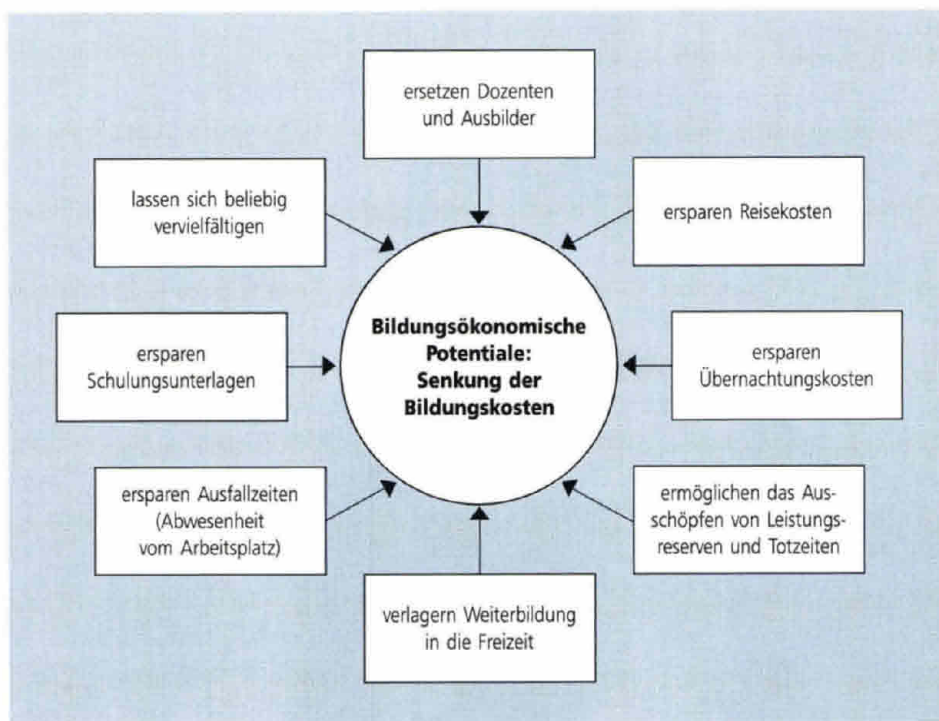 ersetzen Dozenten
und Ausbilder
lassen sich beliebig
vervielfältigen
ersparen Reisekosten
Bildungsökonomische
Potentiale:
Senkung der
Bildungskosten
ersparen
Schulungsunterlagen
ersparen
Übernachtungskosten
ersparen Ausfallzeiten
(Abwesenheit
vom Arbeitsplatz)
ermöglichen das Aus-
schöpfen von Leistungs-
reserven und Totzeiten
verlagern Weiterbildung
in die Freizeit